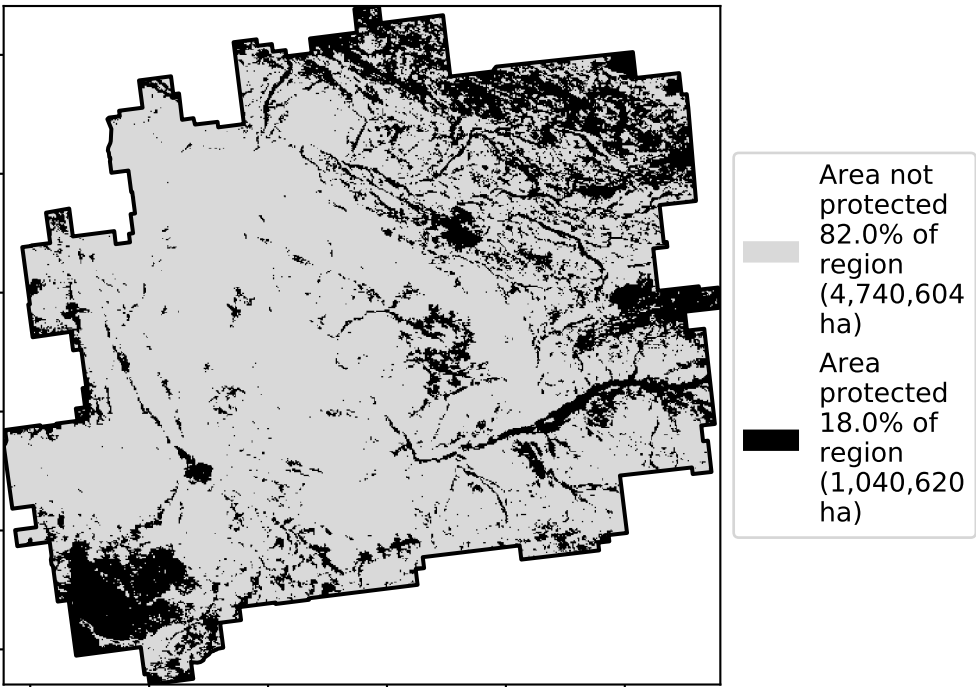 Area not
protected
82.0% of
region
(4,740,604
ha)
Area
protected
18.0% of
region
(1,040,620
ha)